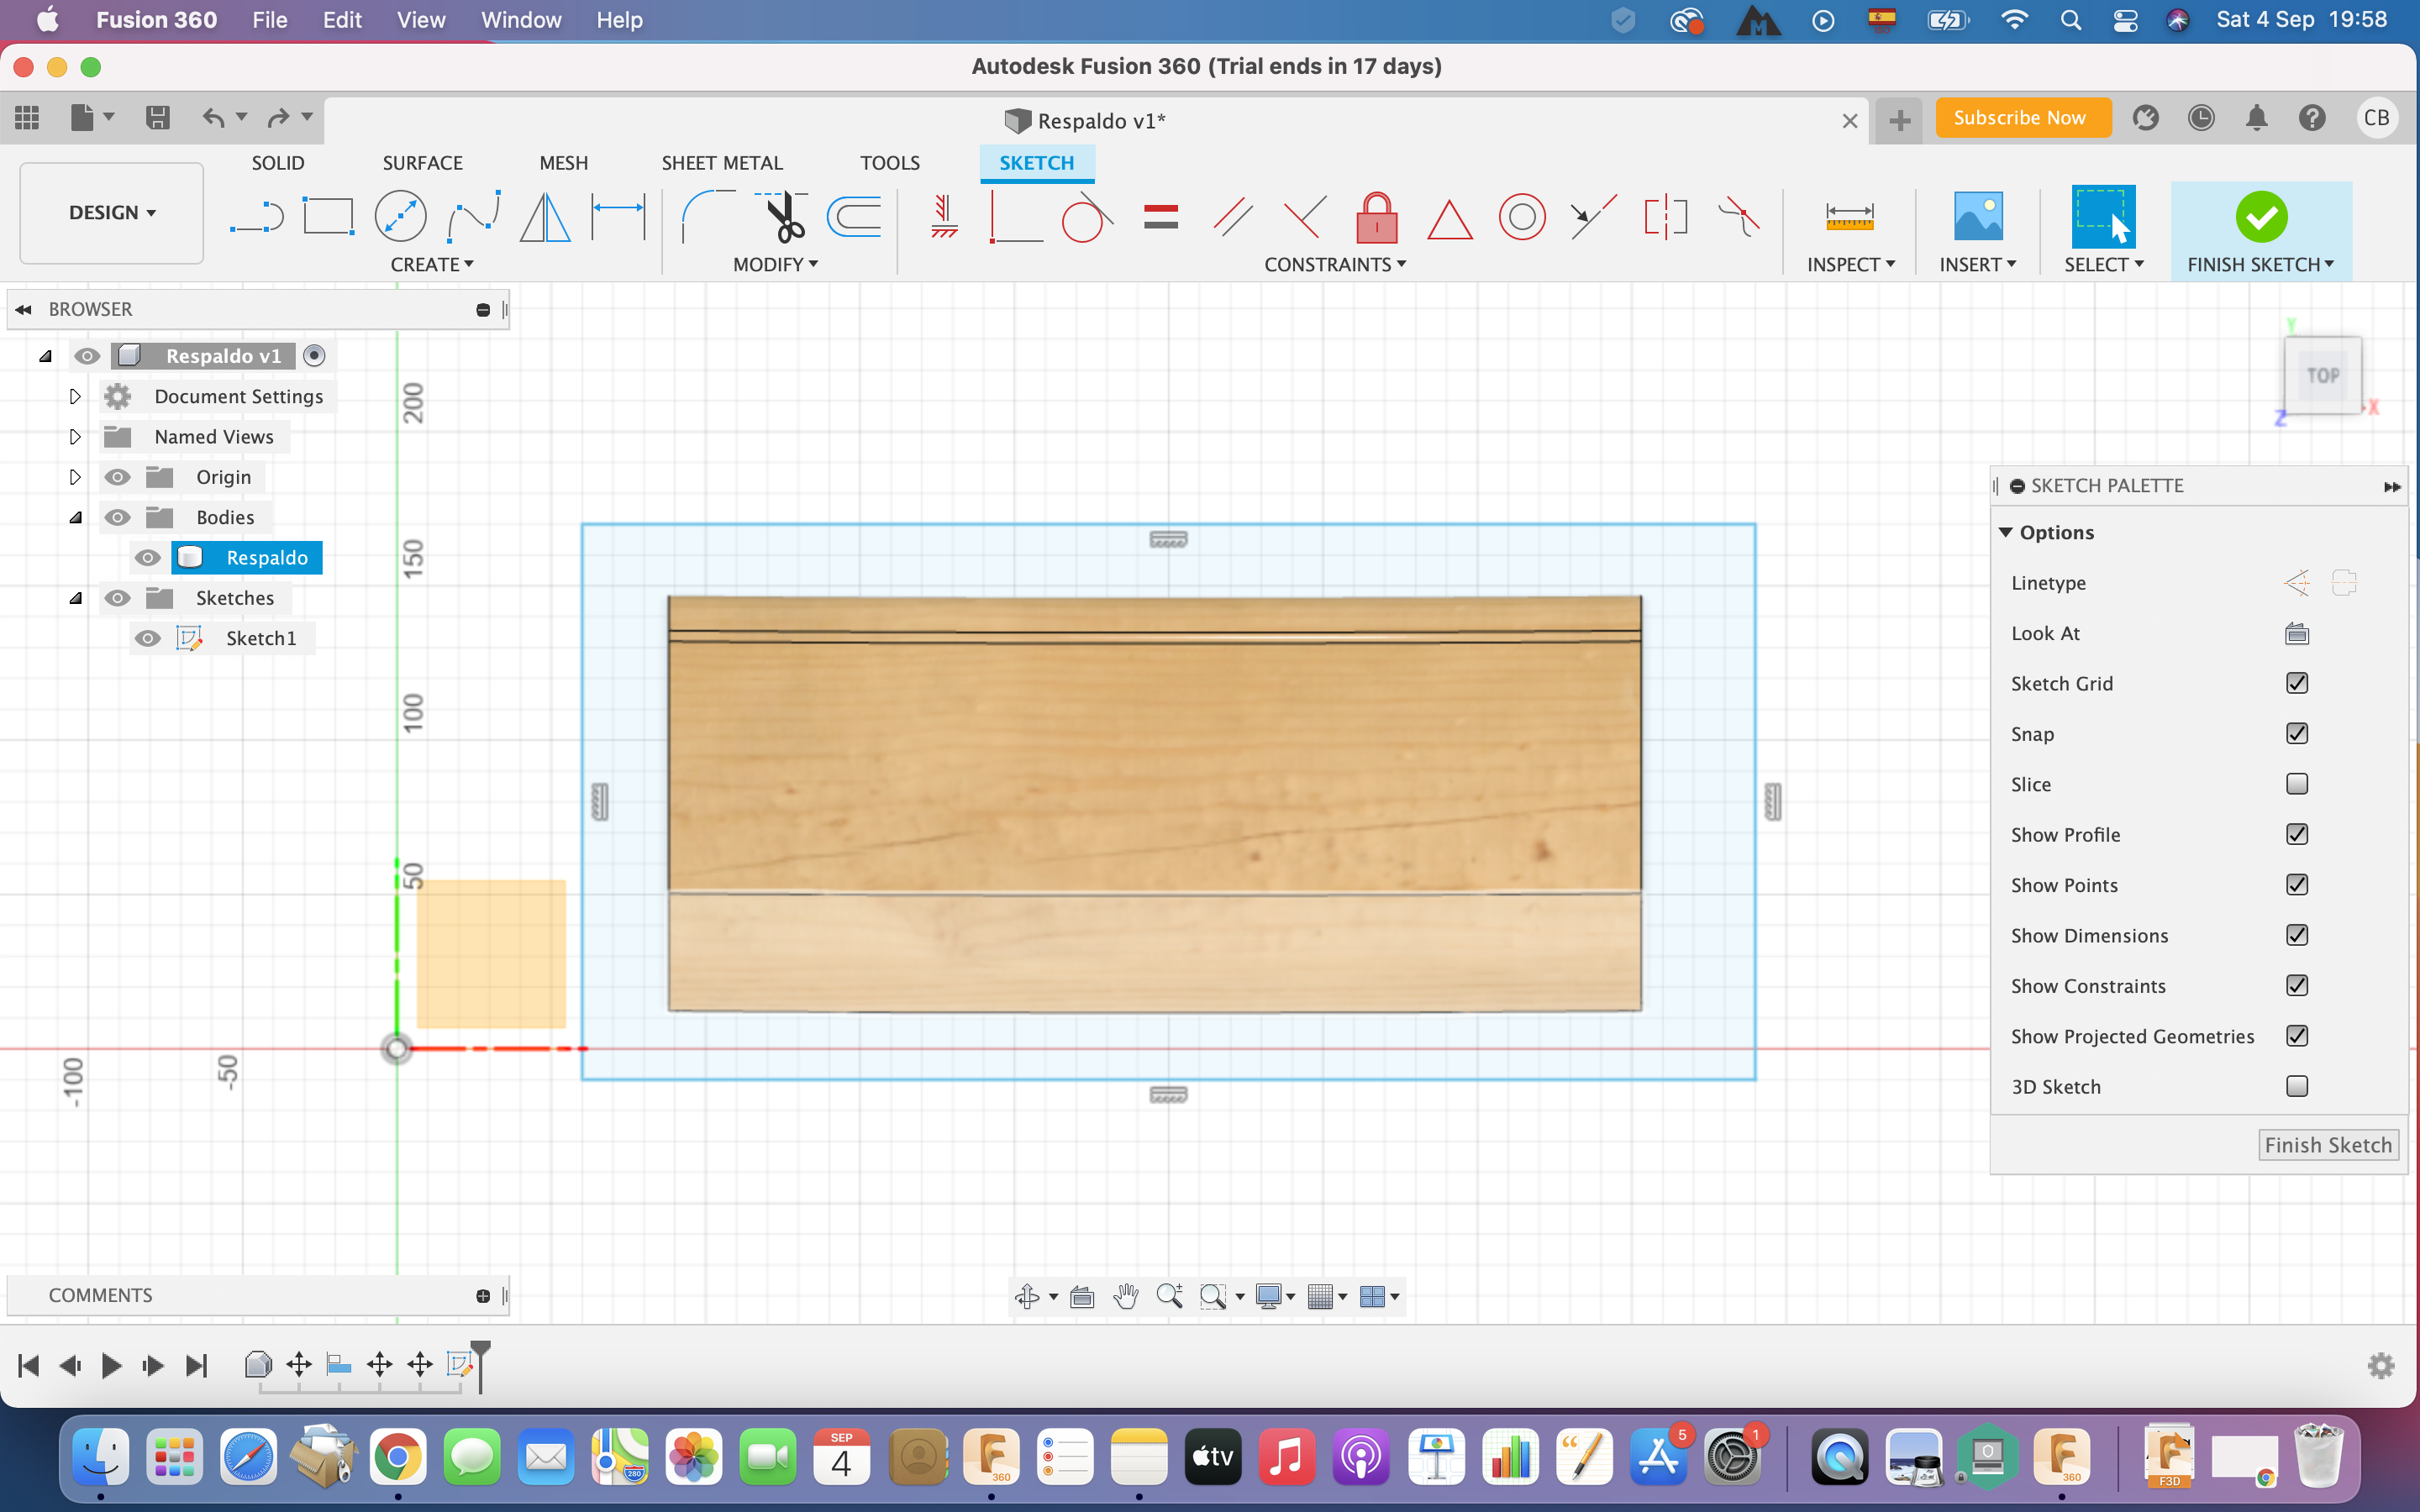 Fusion 360 File Edit View Window Help Sat 4 Sep 19:58
Autodesk Fusion 360 (Trial ends in 17 days)
Respaldo v1* Subscribe Now CB
SOLID SURFACE MESH SHEET METAL TOOLS SKETCH
DESIGN
CREATE MODIFY CONSTRAINTS INSPECT INSERT SELECT FINISH SKETCH
BROWSER
Respaldo v1
Document Settings
Named Views
Origin
Bodies
Respaldo
Sketches
Sketch1
200
150
100
50
-100
-50
Y
TOP
X
Z
SKETCH PALETTE
Options
Linetype
Look At
Sketch Grid
Snap
Slice
Show Profile
Show Points
Show Dimensions
Show Constraints
Show Projected Geometries
3D Sketch
Finish Sketch
COMMENTS
280
SEP
4
360
tv
5
1
360
F3D